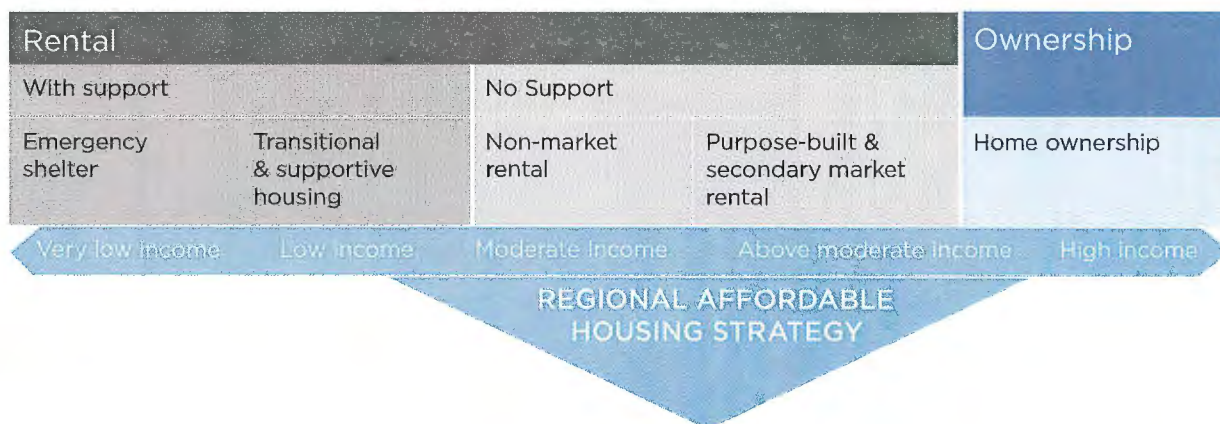 Rental
Ownership
With support
No Support
Emergency
shelter
Transitional
& supportive
housing
Non-market
rental
Purpose-built &
secondary market
rental
Home ownership
Very low income
Low income
Moderate income
Above moderate income
High income
REGIONAL AFFORDABLE
HOUSING STRATEGY